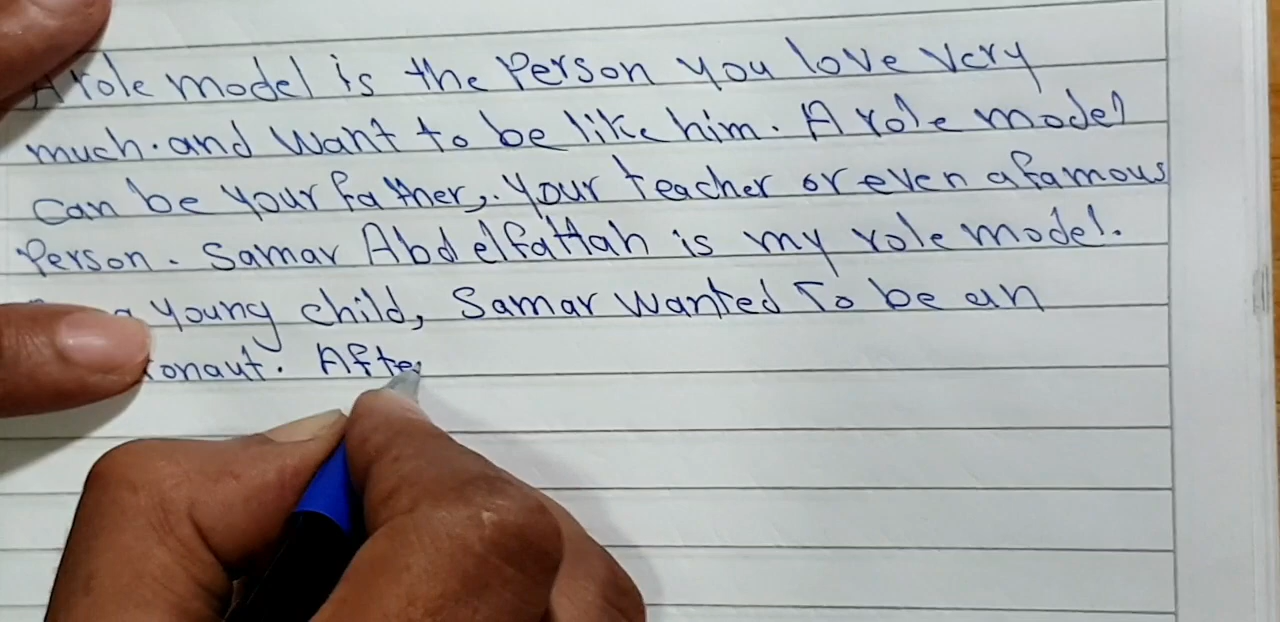 A role model is the Person you love very
much. and want to be like him. A role model
can be your father, your teacher or even a famous
Person. Samar Abdelfattah is my role model.
a young child, Samar wanted To be an
onaut. Afte